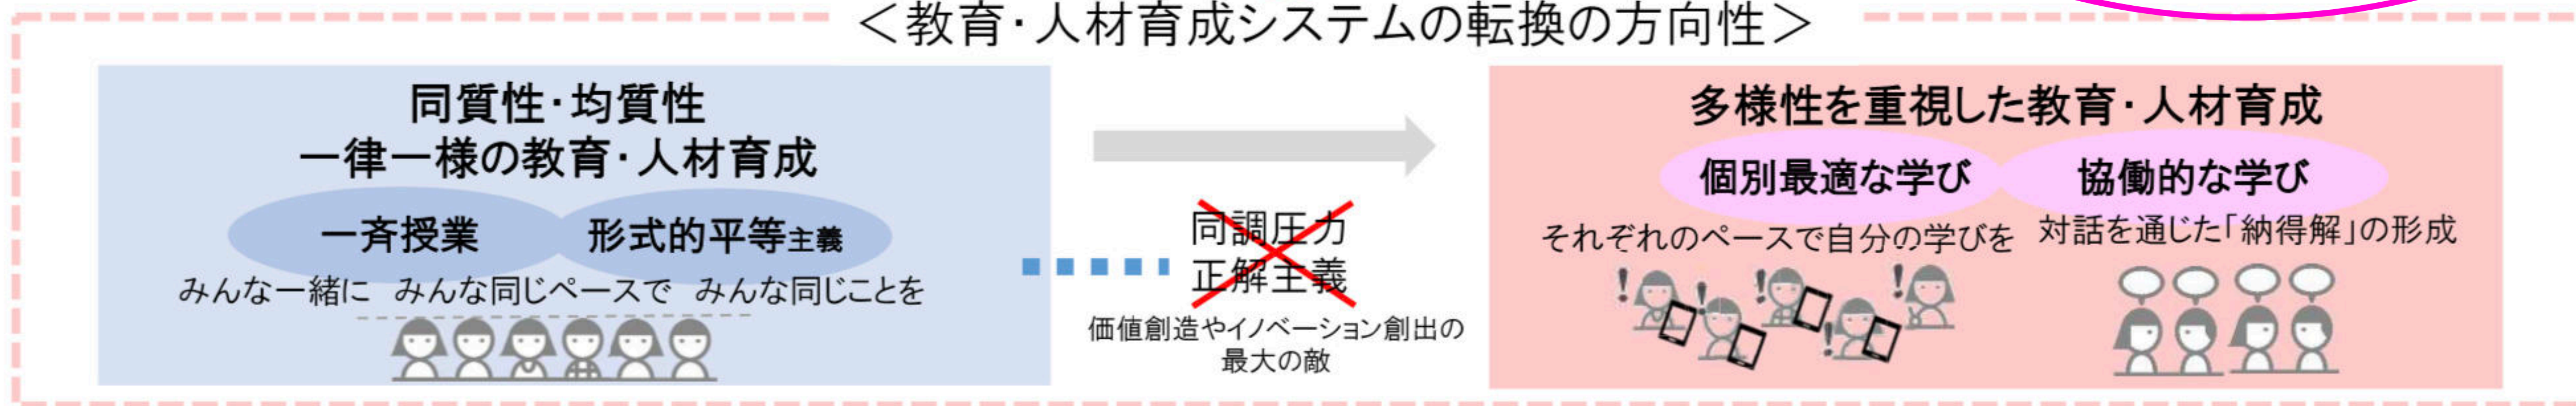 ＜教育・人材育成システムの転換の方向性＞
同質性・均質性
一律一様の教育・人材育成
一斉授業
形式的平等主義
みんな一緒に　みんな同じペースで　みんな同じことを
同調圧力
正解主義
価値創造やイノベーション創出の
最大の敵
多様性を重視した教育・人材育成
個別最適な学び
協働的な学び
それぞれのペースで自分の学びを
対話を通じた「納得解」の形成